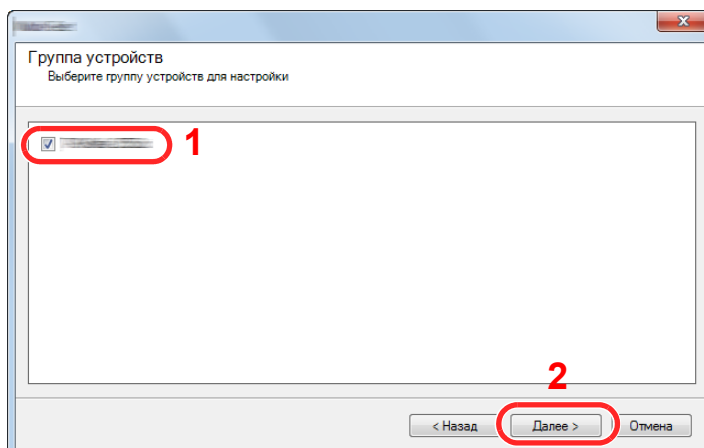 Группа устройств
Выберите группу устройств для настройки
1
2
< Назад
Далее >
Отмена